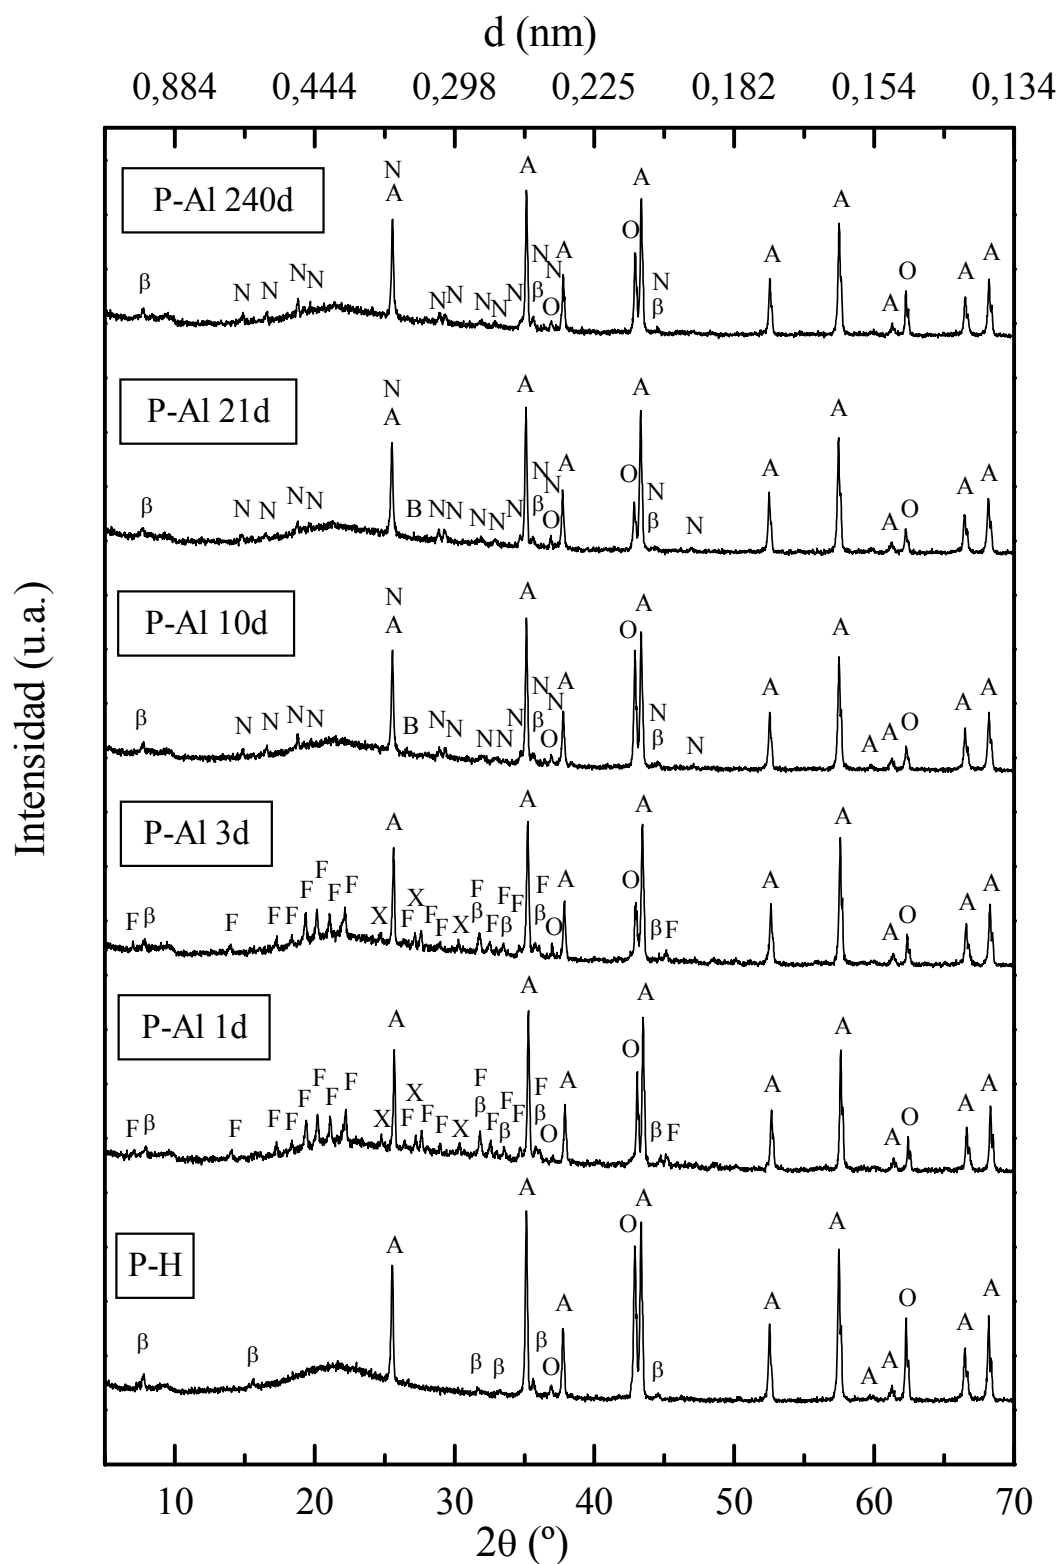 d (nm)
0,884 0,444 0,298 0,225 0,182 0,154 0,134
P-Al 240d
β N N N N N A N N N N N A N β N O A O A N β A A A O A A
P-Al 21d
β N N N N N A B N N N N N A N β N O A O A N β N A A A O A A
P-Al 10d
β N N N N N A B N N N N N A N β N O A O A N β N A A A A O A A
P-Al 3d
F β F F F F F F F X A F X F F X F β F F β F A F β O A O A β F A A A O A A
P-Al 1d
F β F F F F F F F X A F X F F X F β F F β F A F β O A O A β F A A A O A A
P-H
β β A β β A β O A O A β A A A A O A A
Intensidad (u.a.)
10 20 30 40 50 60 70
2θ (º)